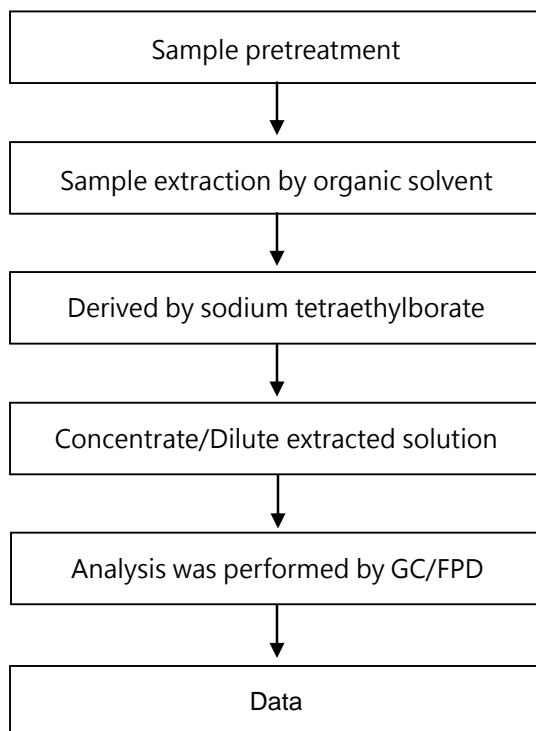 Sample pretreatment
Sample extraction by organic solvent
Derived by sodium tetraethylborate
Concentrate/Dilute extracted solution
Analysis was performed by GC/FPD
Data